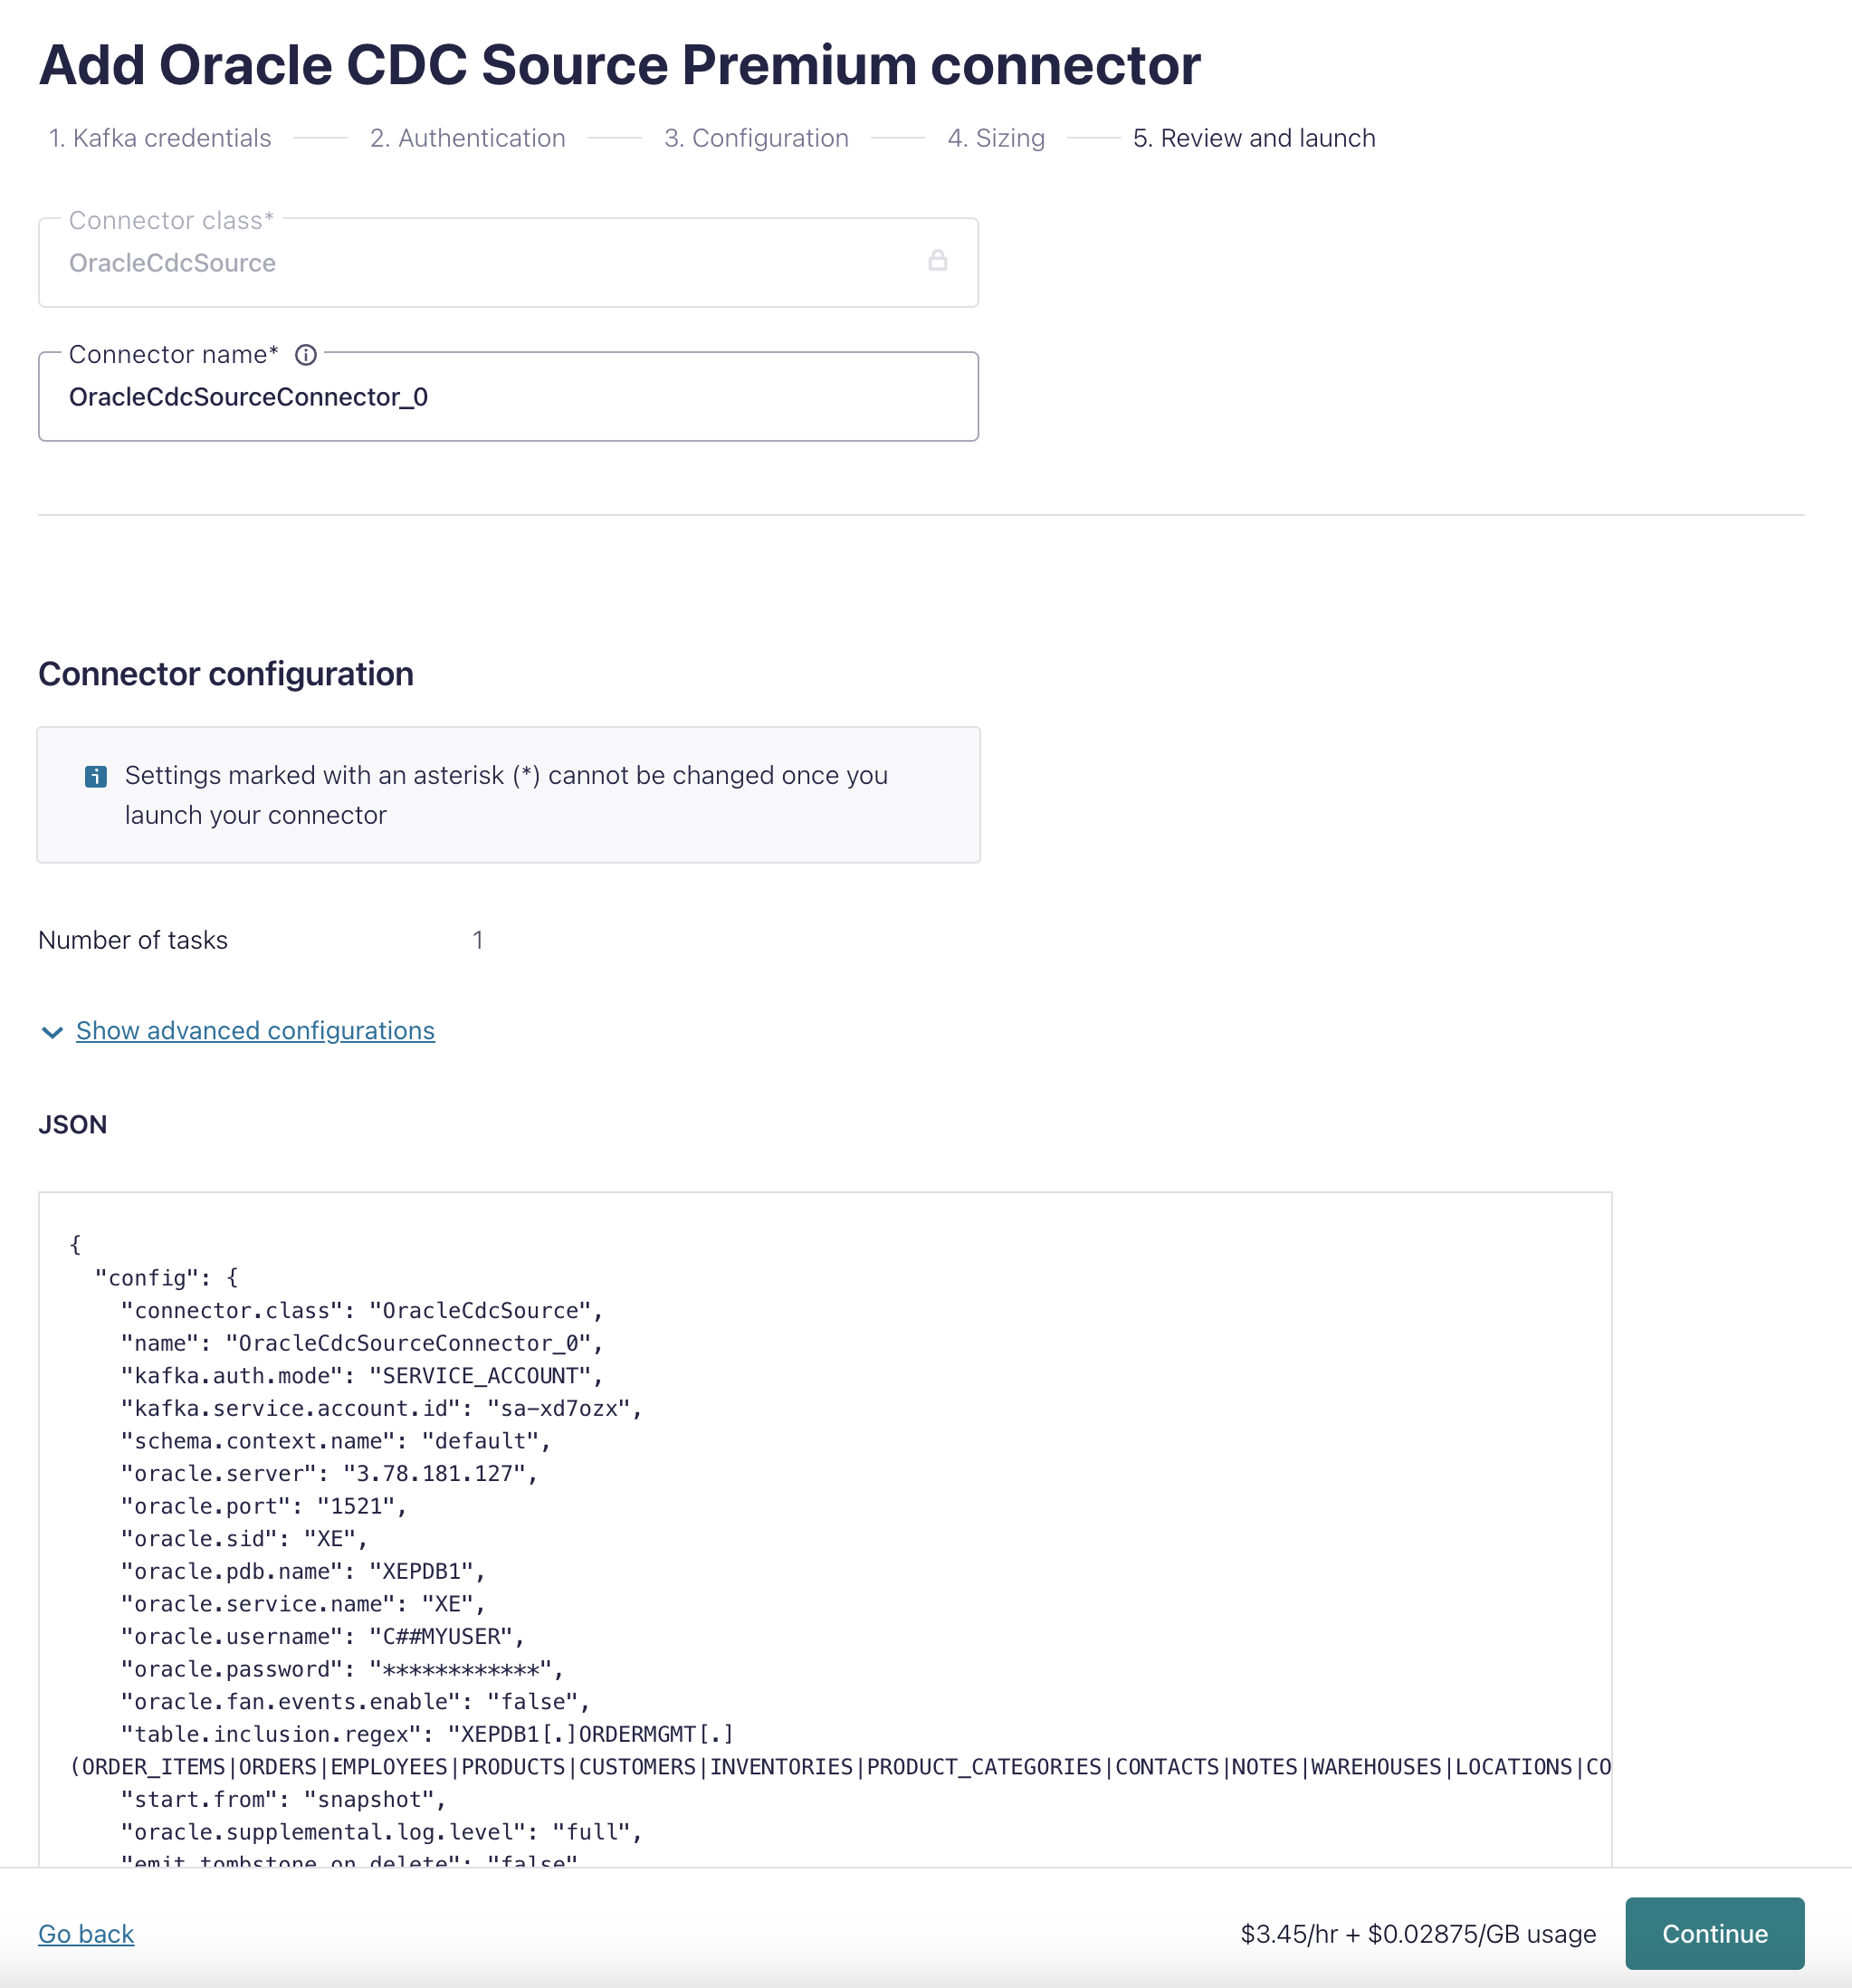 Add Oracle CDC Source Premium connector
1. Kafka credentials 2. Authentication 3. Configuration 4. Sizing 5. Review and launch
Connector class*
OracleCdcSource
Connector name*
OracleCdcSourceConnector_0
Connector configuration
Settings marked with an asterisk (*) cannot be changed once you
launch your connector
Number of tasks 1
Show advanced configurations
JSON
{
"config": {
"connector.class": "OracleCdcSource",
"name": "OracleCdcSourceConnector_0",
"kafka.auth.mode": "SERVICE_ACCOUNT",
"kafka.service.account.id": "sa-xd7ozx",
"schema.context.name": "default",
"oracle.server": "3.78.181.127",
"oracle.port": "1521",
"oracle.sid": "XE",
"oracle.pdb.name": "XEPDB1",
"oracle.service.name": "XE",
"oracle.username": "C##MYUSER",
"oracle.password": "************",
"oracle.fan.events.enable": "false",
"table.inclusion.regex": "XEPDB1[.]ORDERMGMT[.]
(ORDER_ITEMS|ORDERS|EMPLOYEES|PRODUCTS|CUSTOMERS|INVENTORIES|PRODUCT_CATEGORIES|CONTACTS|NOTES|WAREHOUSES|LOCATIONS|CO
"start.from": "snapshot",
"oracle.supplemental.log.level": "full",
"emit.tombstone.on.delete": "false"
Go back $3.45/hr + $0.02875/GB usage Continue